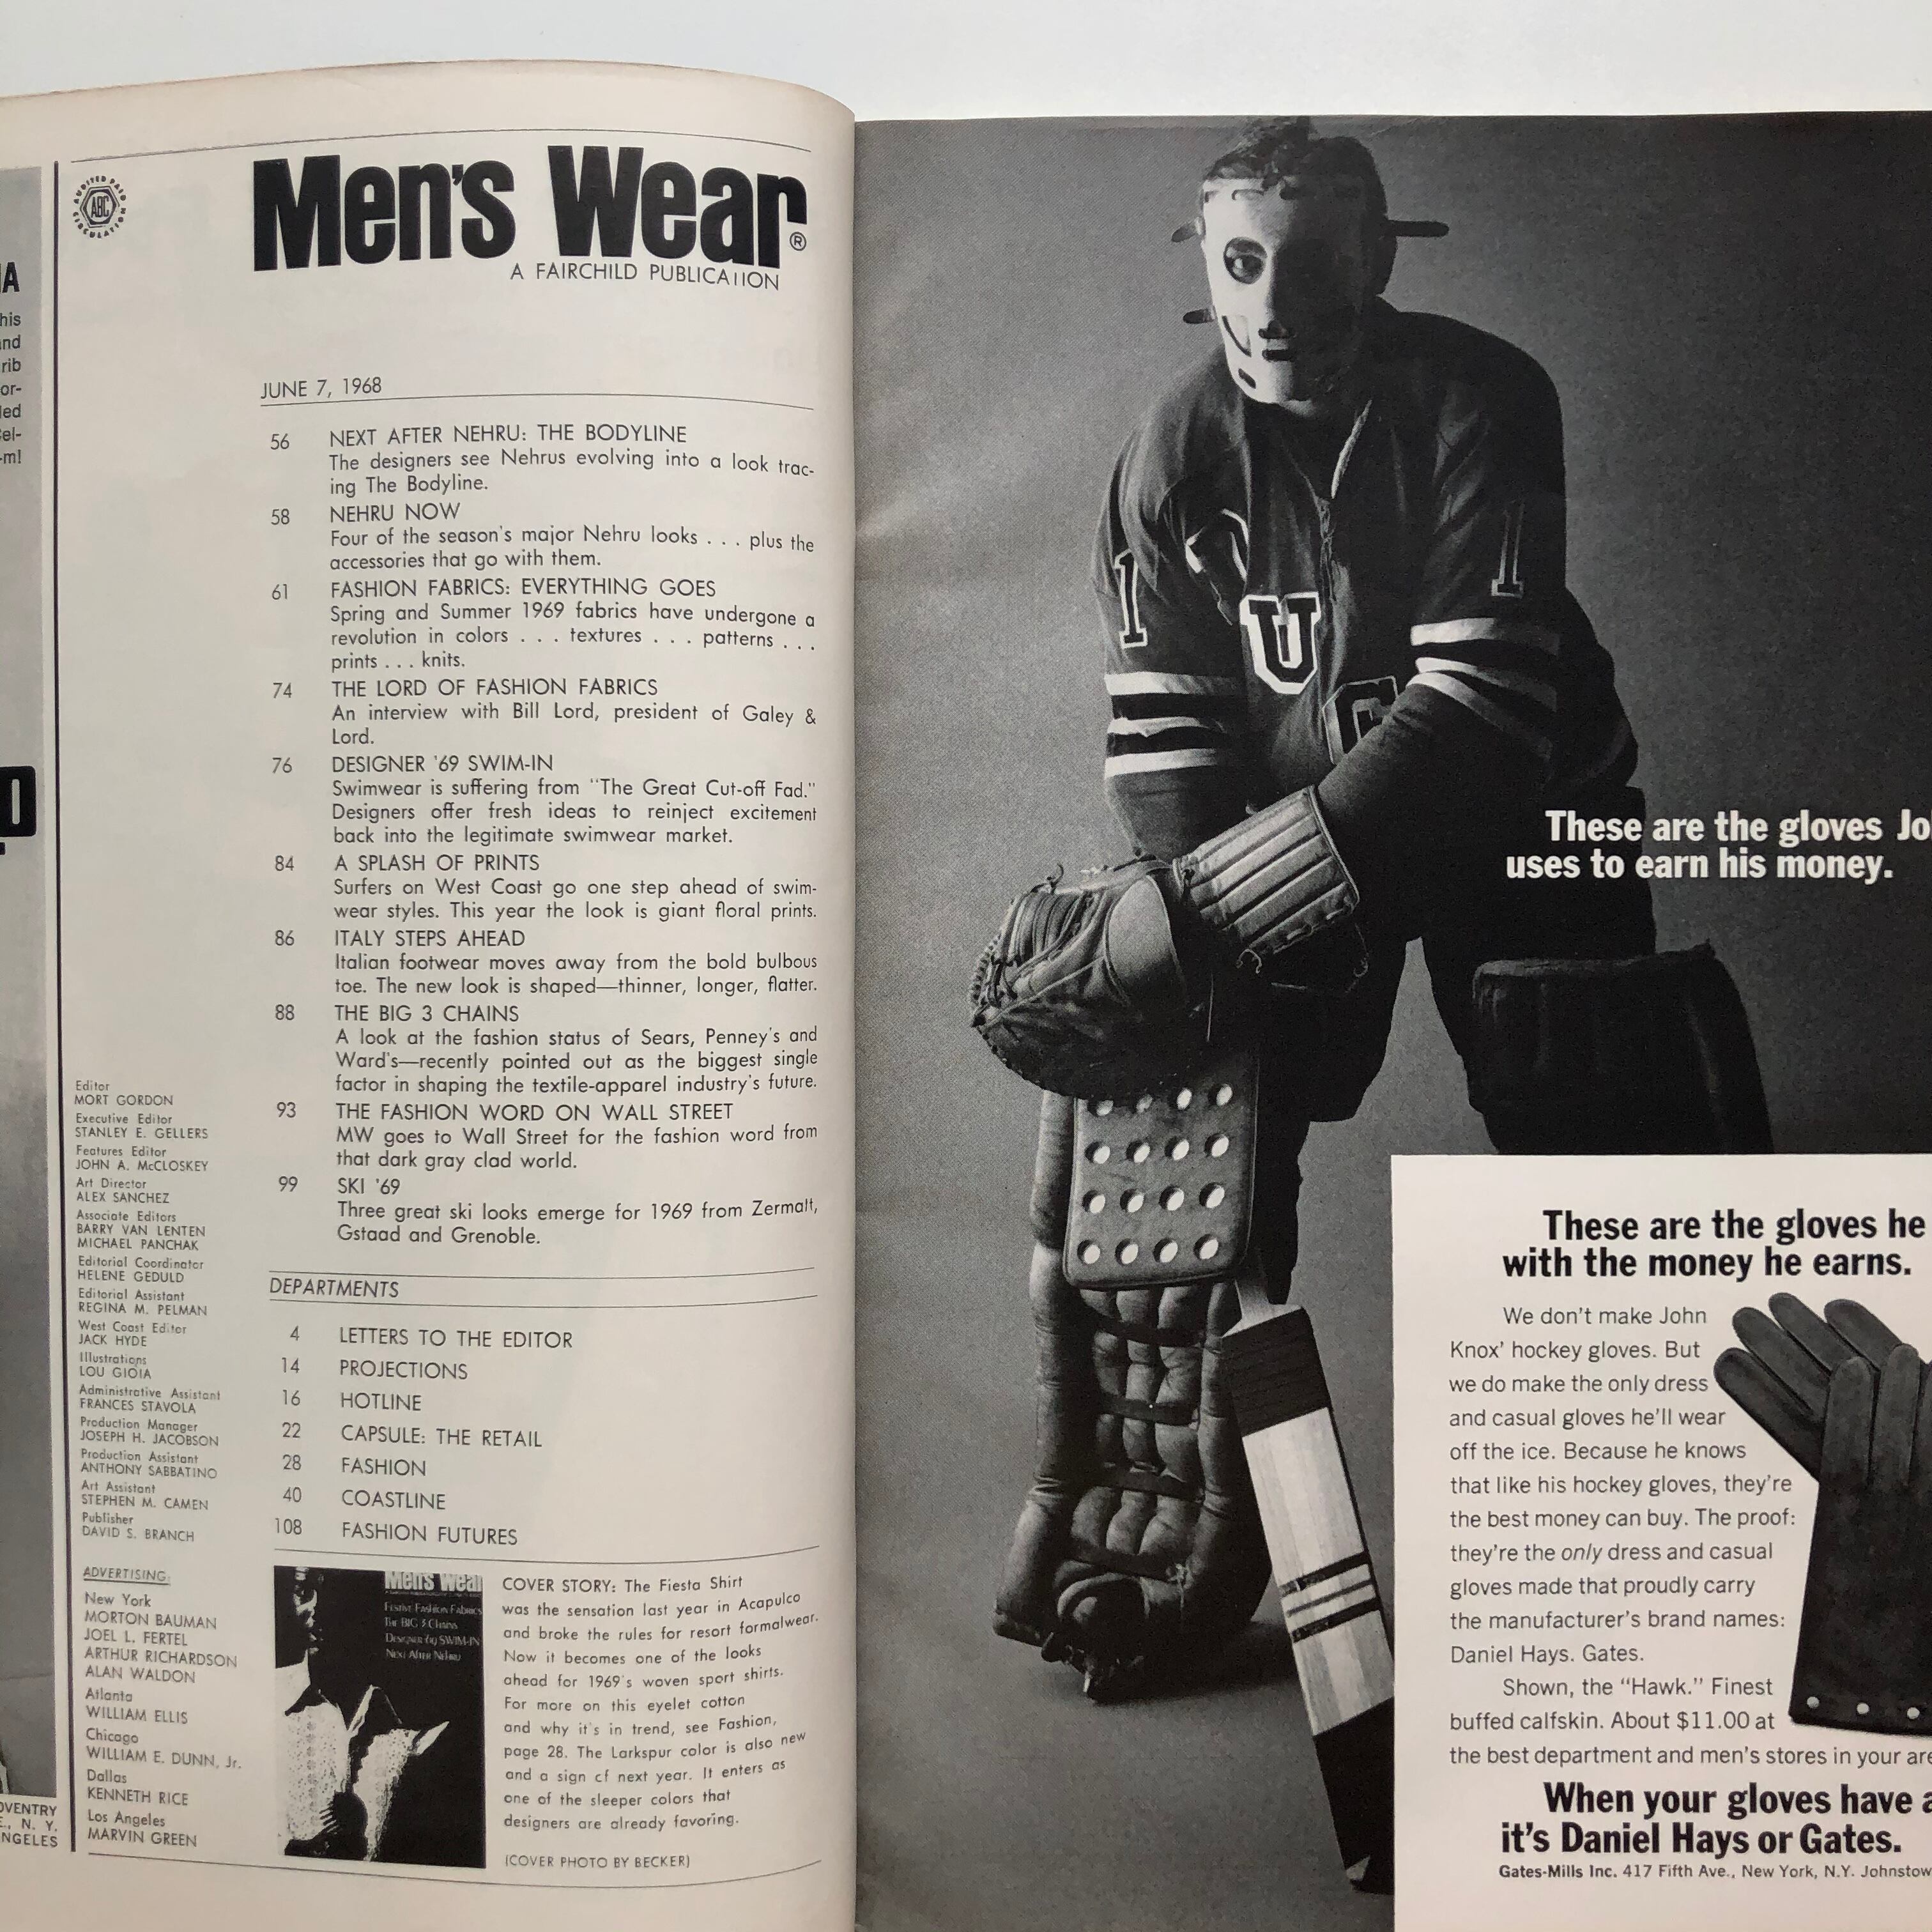 AUDITED PAID
ABC
CIRCULATION
Men's Wear®
A FAIRCHILD PUBLICATION
JUNE 7, 1968
56 NEXT AFTER NEHRU: THE BODYLINE
The designers see Nehrus evolving into a look trac-
ing The Bodyline.
58 NEHRU NOW
Four of the season's major Nehru looks . . . plus the
accessories that go with them.
61 FASHION FABRICS: EVERYTHING GOES
Spring and Summer 1969 fabrics have undergone a
revolution in colors . . . textures . . . patterns . . .
prints . . . knits.
74 THE LORD OF FASHION FABRICS
An interview with Bill Lord, president of Galey &
Lord.
76 DESIGNER '69 SWIM-IN
Swimwear is suffering from "The Great Cut-off Fad."
Designers offer fresh ideas to reinject excitement
back into the legitimate swimwear market.
84 A SPLASH OF PRINTS
Surfers on West Coast go one step ahead of swim-
wear styles. This year the look is giant floral prints.
86 ITALY STEPS AHEAD
Italian footwear moves away from the bold bulbous
toe. The new look is shaped—thinner, longer, flatter.
88 THE BIG 3 CHAINS
A look at the fashion status of Sears, Penney's and
Ward's—recently pointed out as the biggest single
factor in shaping the textile-apparel industry's future.
93 THE FASHION WORD ON WALL STREET
MW goes to Wall Street for the fashion word from
that dark gray clad world.
99 SKI '69
Three great ski looks emerge for 1969 from Zermatt,
Gstaad and Grenoble.
DEPARTMENTS
4 LETTERS TO THE EDITOR
14 PROJECTIONS
16 HOTLINE
22 CAPSULE: THE RETAIL
28 FASHION
40 COASTLINE
108 FASHION FUTURES
Men's Wear
Festive Fashion Fabrics
The BIG 3 Chains
Designer 69 SWIM-IN
Next After Nehru
COVER STORY: The Fiesta Shirt
was the sensation last year in Acapulco
and broke the rules for resort formalwear.
Now it becomes one of the looks
ahead for 1969's woven sport shirts.
For more on this eyelet cotton
and why it's in trend, see Fashion,
page 28. The Larkspur color is also new
and a sign cf next year. It enters as
one of the sleeper colors that
designers are already favoring.
(COVER PHOTO BY BECKER)
Editor
MORT GORDON
Executive Editor
STANLEY E. GELLERS
Features Editor
JOHN A. McCLOSKEY
Art Director
ALEX SANCHEZ
Associate Editors
BARRY VAN LENTEN
MICHAEL PANCHAK
Editorial Coordinator
HELENE GEDULD
Editorial Assistant
REGINA M. PELMAN
West Coast Editor
JACK HYDE
Illustrations
LOU GIOIA
Administrative Assistant
FRANCES STAVOLA
Production Manager
JOSEPH H. JACOBSON
Production Assistant
ANTHONY SABBATINO
Art Assistant
STEPHEN M. CAMEN
Publisher
DAVID S. BRANCH
ADVERTISING:
New York
MORTON BAUMAN
JOEL L. FERTEL
ARTHUR RICHARDSON
ALAN WALDON
Atlanta
WILLIAM ELLIS
Chicago
WILLIAM E. DUNN, Jr.
Dallas
KENNETH RICE
Los Angeles
MARVIN GREEN
1
1
U
These are the gloves Jo
uses to earn his money.
These are the gloves he
with the money he earns.
We don't make John
Knox' hockey gloves. But
we do make the only dress
and casual gloves he'll wear
off the ice. Because he knows
that like his hockey gloves, they're
the best money can buy. The proof:
they're the only dress and casual
gloves made that proudly carry
the manufacturer's brand names:
Daniel Hays. Gates.
Shown, the "Hawk." Finest
buffed calfskin. About $11.00 at
the best department and men's stores in your are
When your gloves have a
it's Daniel Hays or Gates.
Gates-Mills Inc. 417 Fifth Ave., New York, N.Y. Johnstow